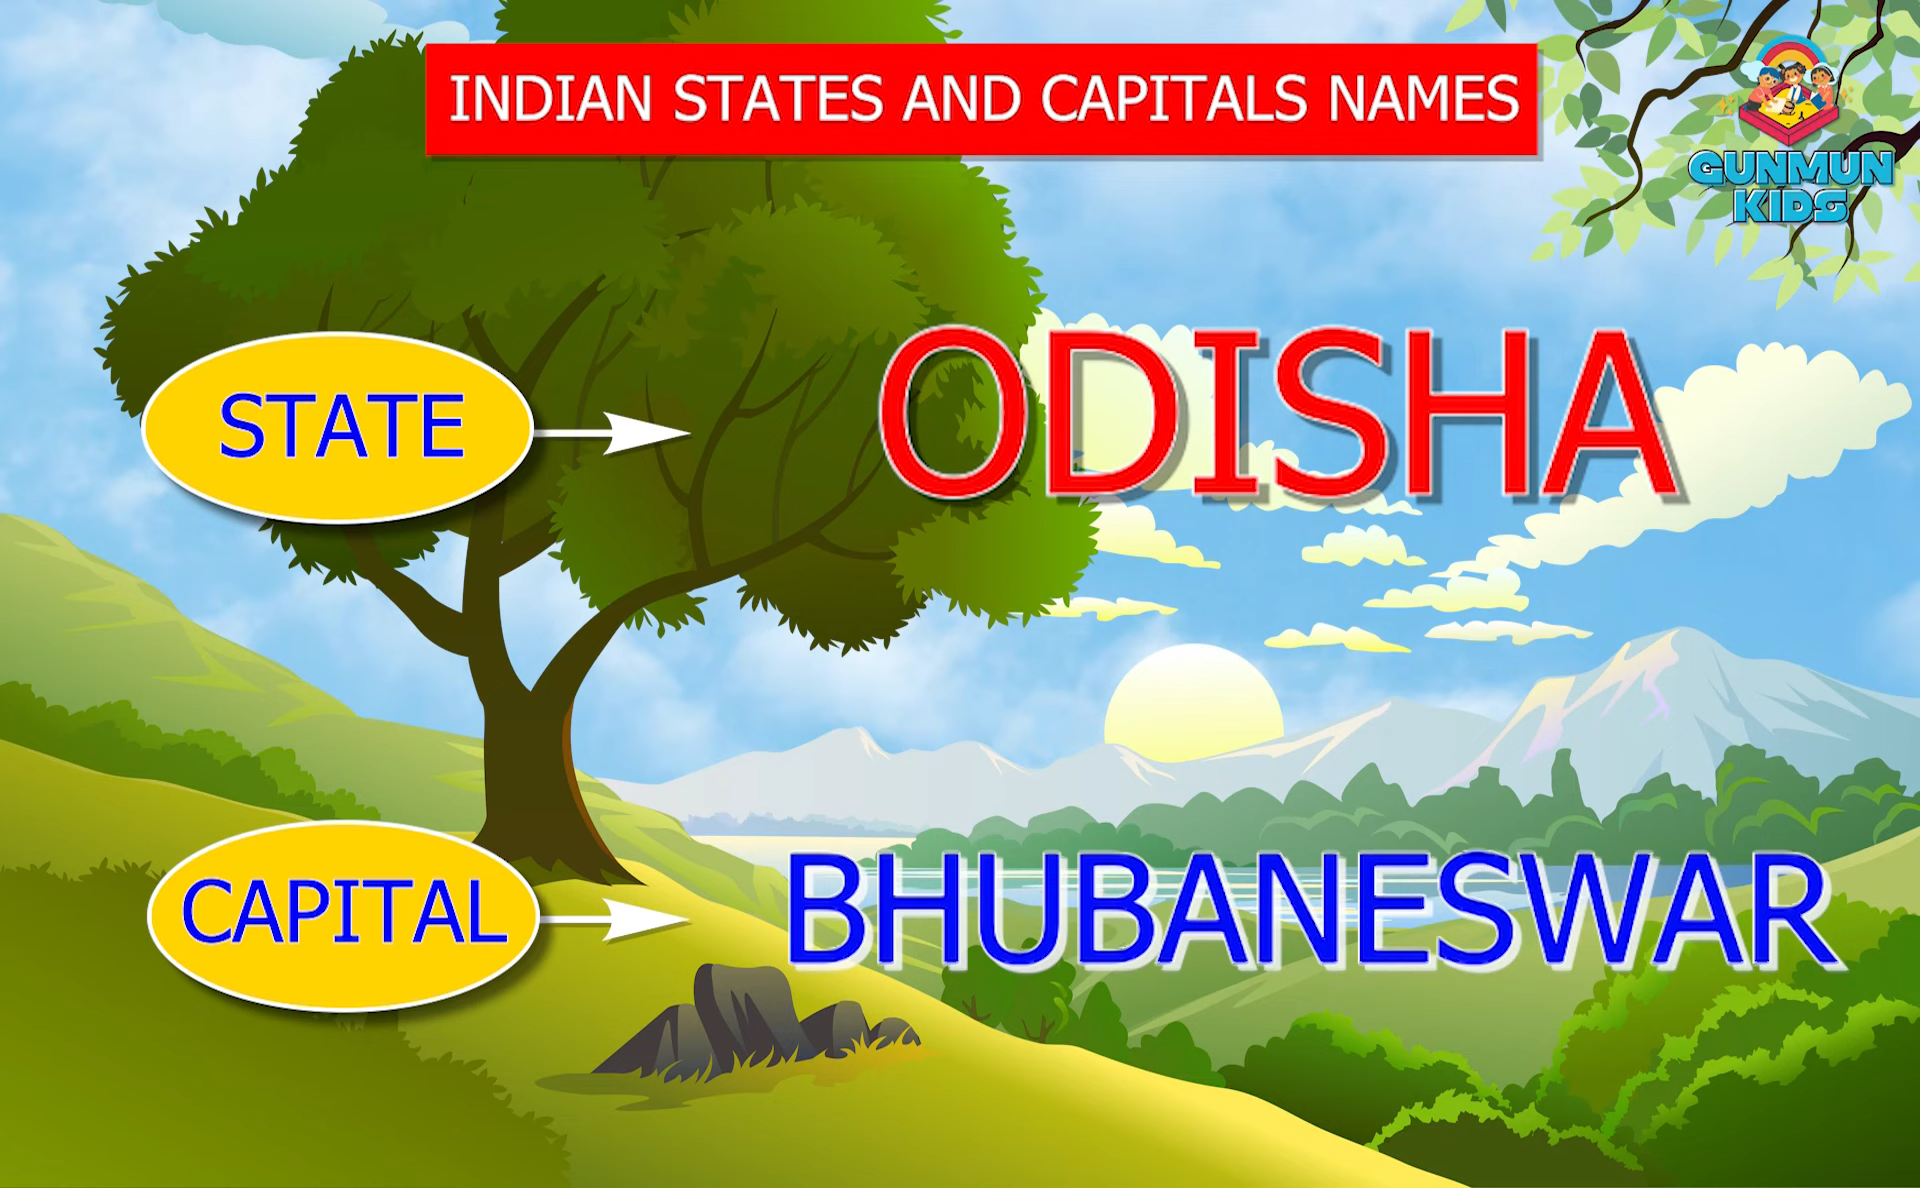 INDIAN STATES AND CAPITALS NAMES
GUNMUN
KIDS
STATE
ODISHA
CAPITAL
BHUBANESWAR